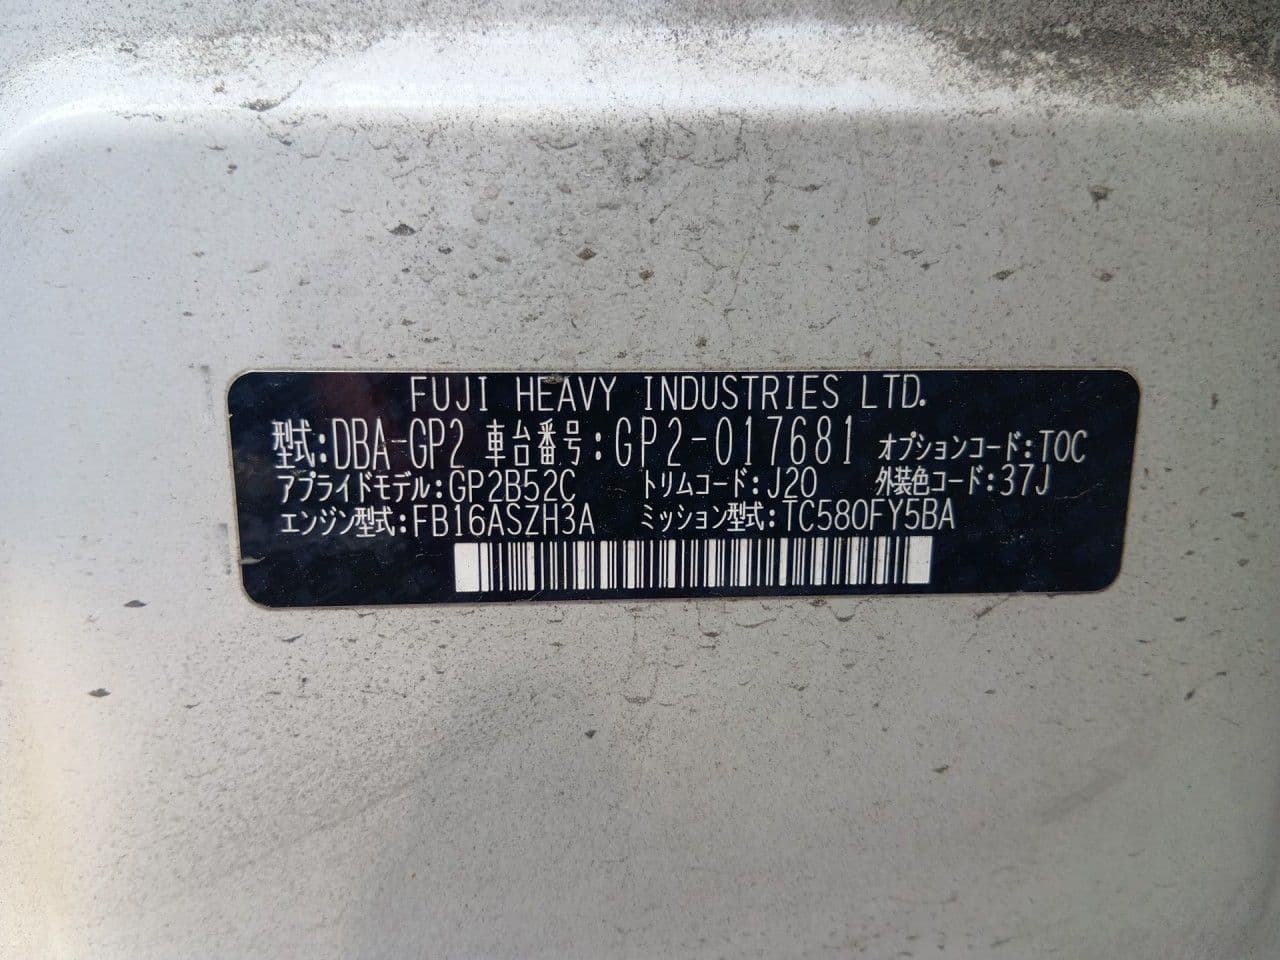 FUJI HEAVY INDUSTRIES LTD.
型式:DBA-GP2 車台番号:GP2-017681 オプションコード:TOC
アプライドモデル:GP2B52C トリムコード:J20 外装色コード:37J
エンジン型式:FB16ASZH3A ミッション型式:TC580FY5BA